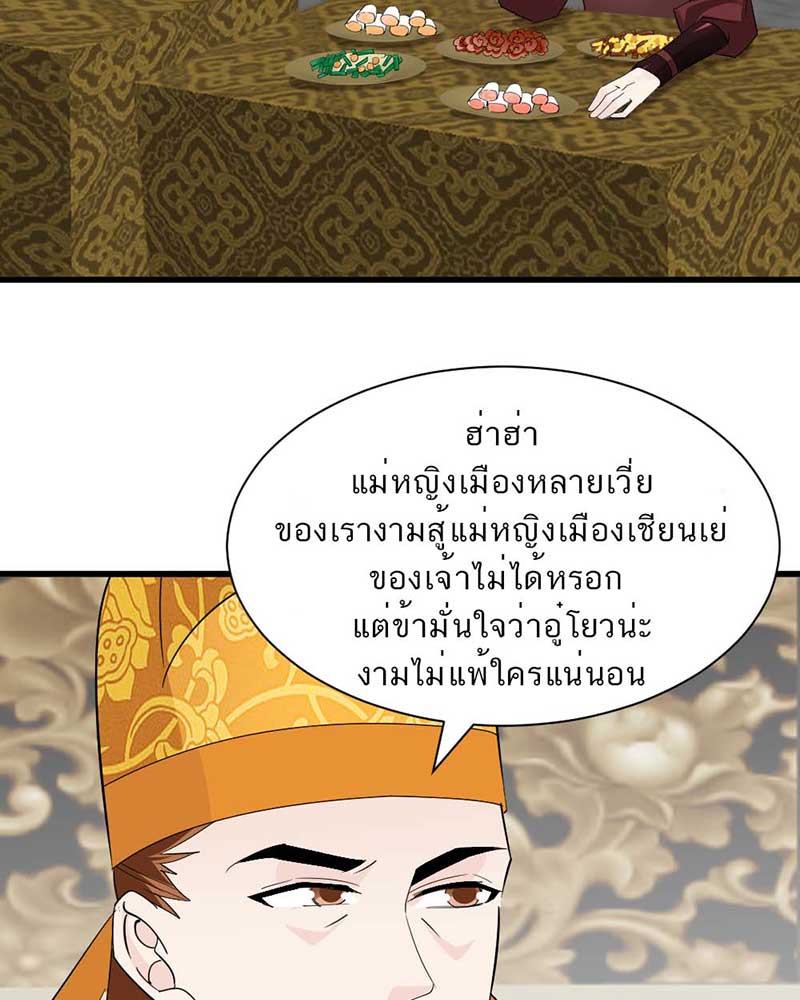 ฮ่าฮ่า
แม่หญิงเมืองหลายเวี่ย
ของเรางามสู้แม่หญิงเมืองเชียนเย่
ของเจ้าไม่ได้หรอก
แต่ข้ามั่นใจว่าอู๋โยวน่ะ
งามไม่แพ้ใครแน่นอน